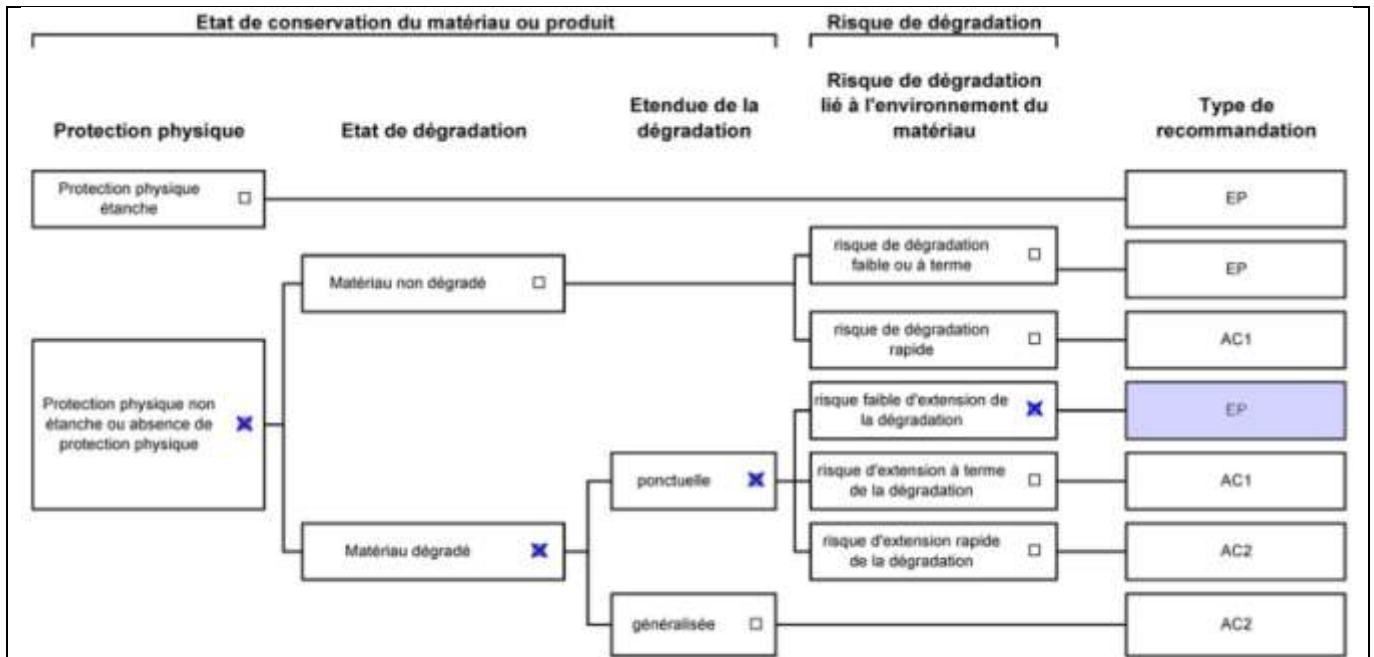 Etat de conservation du matériau ou produit
Risque de dégradation
Protection physique
Etat de dégradation
Etendue de la
dégradation
Risque de dégradation
lié à l'environnement du
matériau
Type de
recommandation
Protection physique
étanche
EP
Matériau non dégradé
risque de dégradation
faible ou à terme
EP
risque de dégradation
rapide
AC1
Protection physique non
étanche ou absence de
protection physique
risque faible d'extension de
la dégradation
EP
ponctuelle
risque d'extension à terme
de la dégradation
AC1
Matériau dégradé
risque d'extension rapide
de la dégradation
AC2
généralisée
AC2